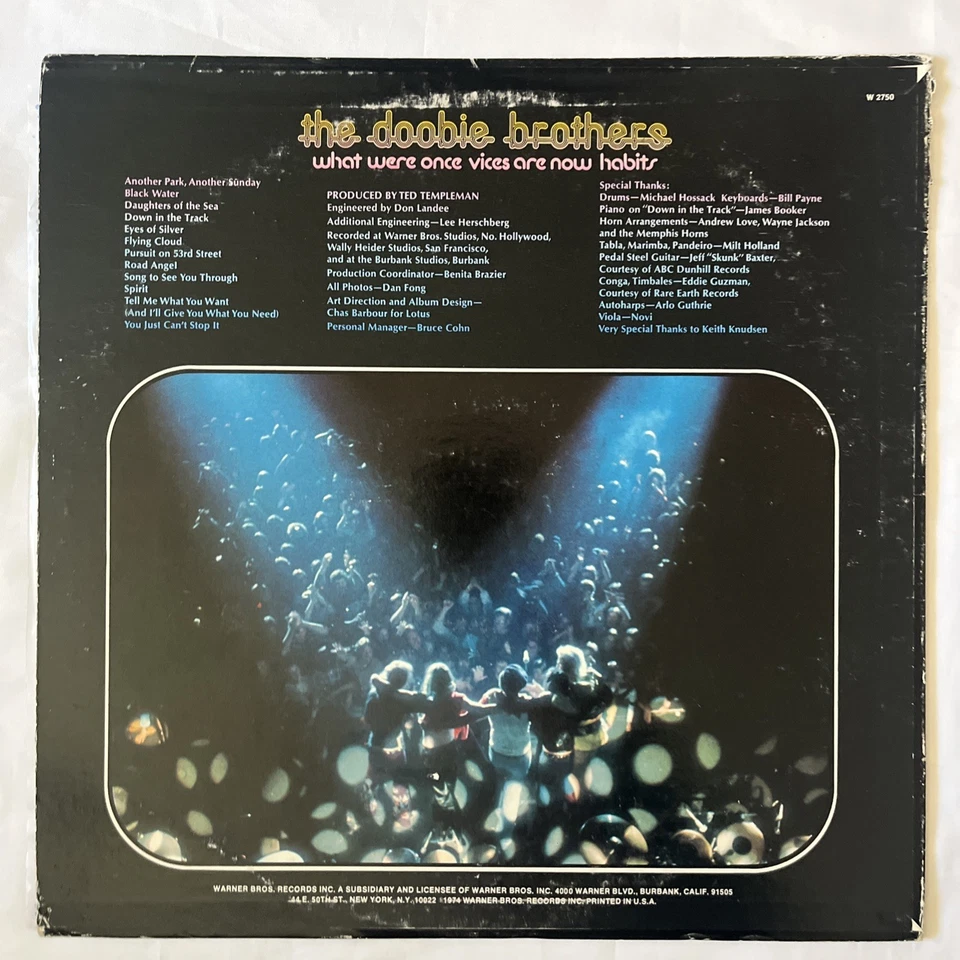 W 2750
the doobie brothers
what were once vices are now habits
Another Park, Another Sunday
Black Water
Daughters of the Sea
Down in the Track
Eyes of Silver
Flying Cloud
Pursuit on 53rd Street
Road Angel
Song to See You Through
Spirit
Tell Me What You Want
(And I'll Give You What You Need)
You Just Can't Stop It
PRODUCED BY TED TEMPLEMAN
Engineered by Don Landee
Additional Engineering—Lee Herschberg
Recorded at Warner Bros. Studios, No. Hollywood,
Wally Heider Studios, San Francisco,
and at the Burbank Studios, Burbank
Production Coordinator—Benita Brazier
All Photos—Dan Fong
Art Direction and Album Design—
Chas Barbour for Lotus
Personal Manager—Bruce Cohn
Special Thanks:
Drums—Michael Hossack Keyboards—Bill Payne
Piano on "Down in the Track"—James Booker
Horn Arrangements—Andrew Love, Wayne Jackson
and the Memphis Horns
Tabla, Marimba, Pandeiro—Milt Holland
Pedal Steel Guitar—Jeff "Skunk" Baxter,
Courtesy of ABC Dunhill Records
Conga, Timbales—Eddie Guzman,
Courtesy of Rare Earth Records
Autoharps—Arlo Guthrie
Viola—Novi
Very Special Thanks to Keith Knudsen
WARNER BROS. RECORDS INC. A SUBSIDIARY AND LICENSEE OF WARNER BROS. INC. 4000 WARNER BLVD., BURBANK, CALIF. 91505
44 E. 50TH ST., NEW YORK, N.Y. 10022 1974 WARNER BROS. RECORDS INC. PRINTED IN U.S.A.